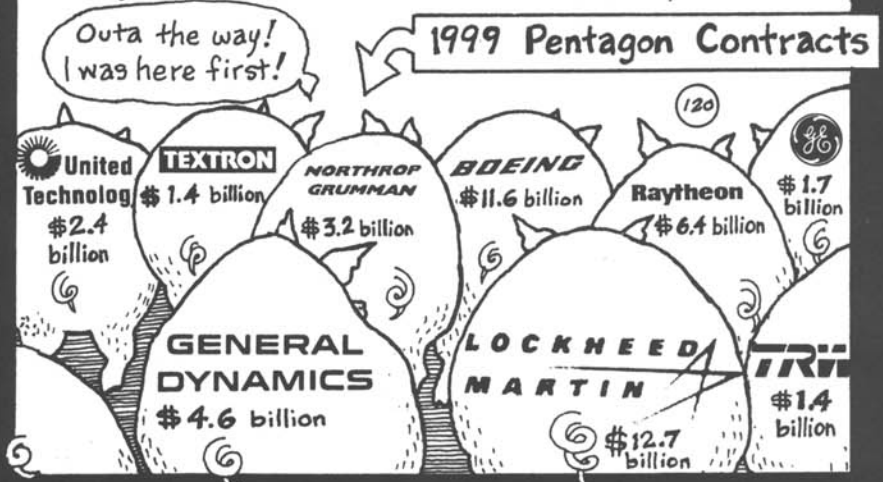 Outa the way!
I was here first!
1999 Pentagon Contracts
120
United
Technolog
$2.4
billion
TEXTRON
$1.4 billion
NORTHROP
GRUMMAN
$3.2 billion
BOEING
$11.6 billion
Raytheon
$6.4 billion
GE
$1.7
billion
GENERAL
DYNAMICS
$4.6 billion
LOCKHEED
MARTIN
$12.7
billion
TRW
$1.4
billion